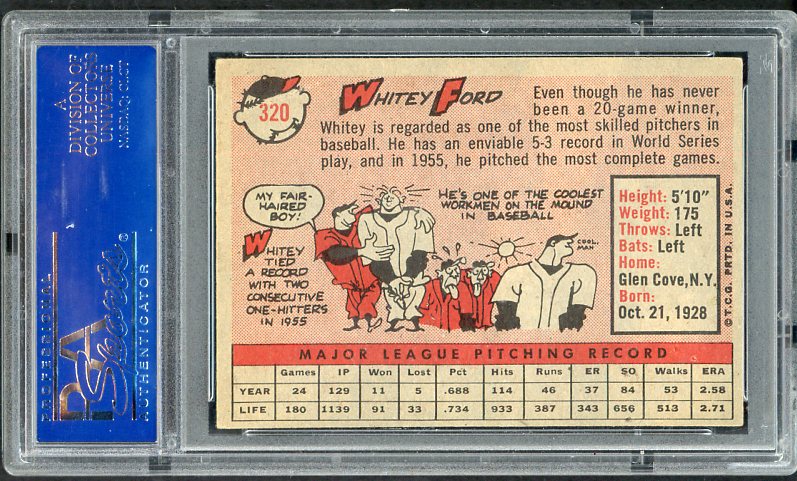 320
WHITEY FORD
Even though he has never
been a 20-game winner,
Whitey is regarded as one of the most skilled pitchers in
baseball. He has an enviable 5-3 record in World Series
play, and in 1955, he pitched the most complete games.
MY FAIR-
HAIRED
BOY!
HE'S ONE OF THE COOLEST
WORKMEN ON THE MOUND
IN BASEBALL
WHITEY
TIED
A RECORD
WITH TWO
CONSECUTIVE
ONE-HITTERS
IN 1955
COOL
MAN
Height: 5'10"
Weight: 175
Throws: Left
Bats: Left
Home:
Glen Cove, N.Y.
Born:
Oct. 21, 1928
© T.C.G. PRTD. IN U.S.A.
MAJOR LEAGUE PITCHING RECORD
Games IP Won Lost Pct Hits Runs ER SO Walks ERA
YEAR 24 129 11 5 .688 114 46 37 84 53 2.58
LIFE 180 1139 91 33 .734 933 387 343 656 513 2.71
A
DIVISION OF
COLLECTORS
UNIVERSE
NASDAQ: CLCT
PROFESSIONAL
PSA
Sports
®
AUTHENTICATOR